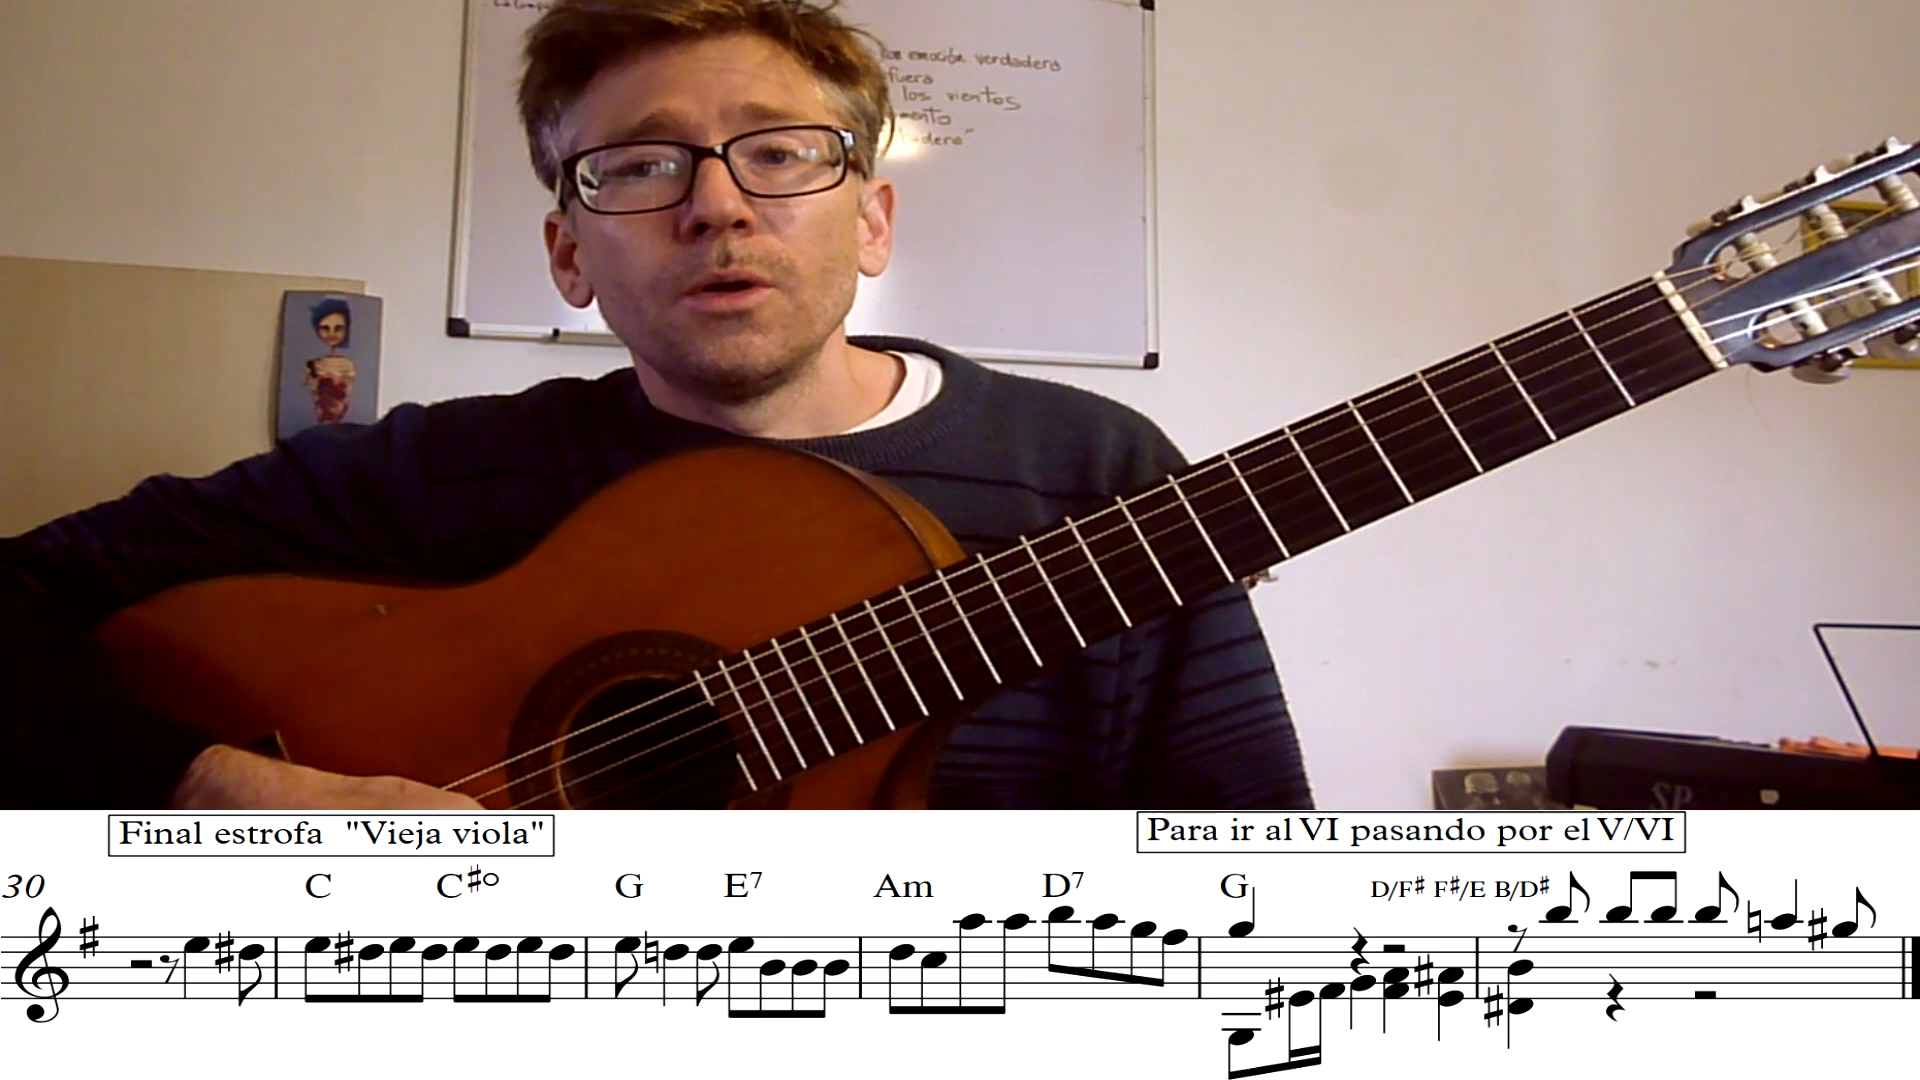 emoción verdadera
fuera
los vientos
Final estrofa "Vieja viola"
Para ir al VI pasando por el V/VI
30
C C♯○ G E7 Am D7 G D/F♯ F♯/E B/D♯
SP